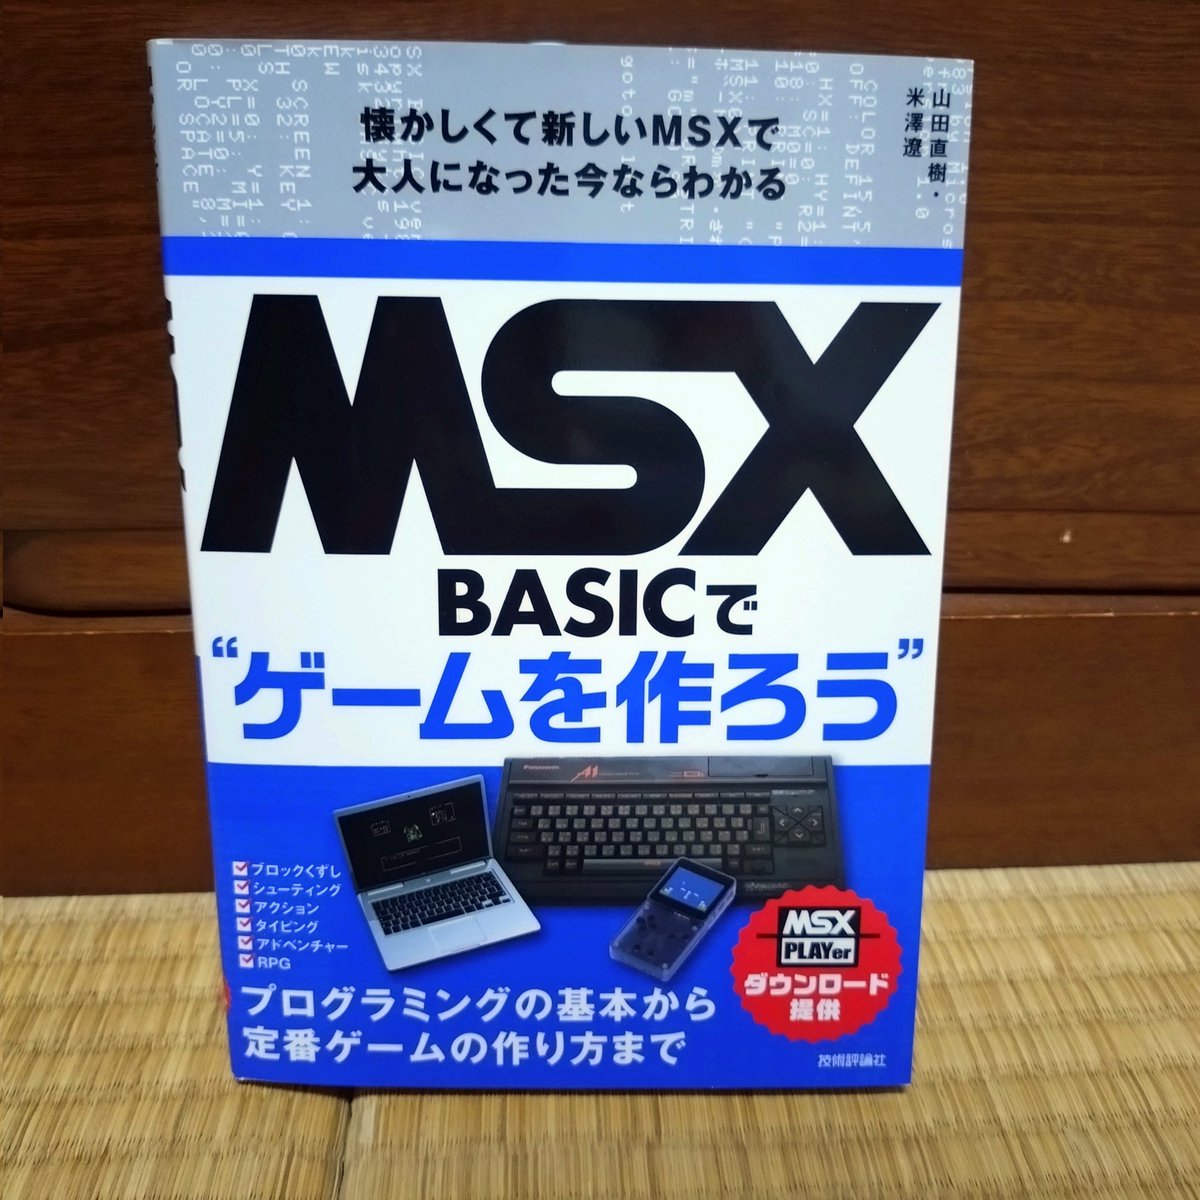 懐かしくて新しいMSXで
大人になった今ならわかる
山田直樹・
米澤遼
MSX
BASICで
“ゲームを作ろう”
Panasonic
A1
ブロックくずし
シューティング
アクション
タイピング
アドベンチャー
RPG
MSX
PLAYer
ダウンロード
提供
プログラミングの基本から
定番ゲームの作り方まで
技術評論社